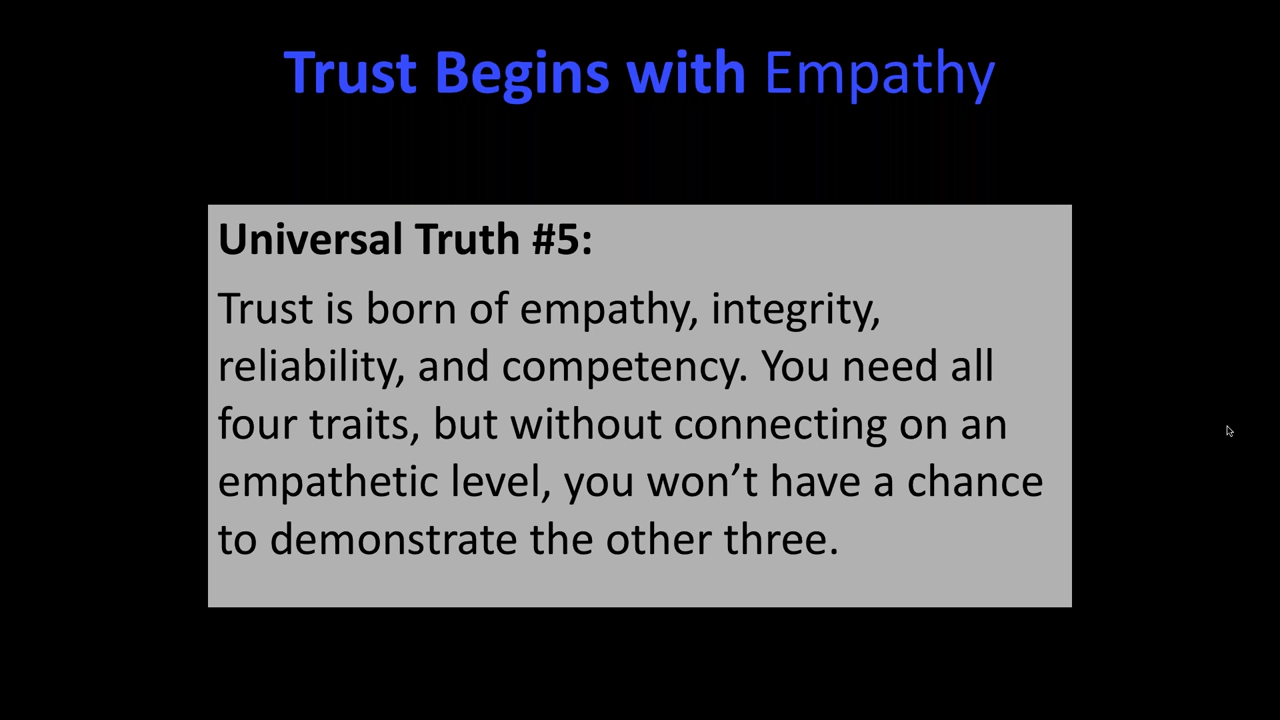 Trust Begins with Empathy
Universal Truth #5:
Trust is born of empathy, integrity,
reliability, and competency. You need all
four traits, but without connecting on an
empathetic level, you won’t have a chance
to demonstrate the other three.